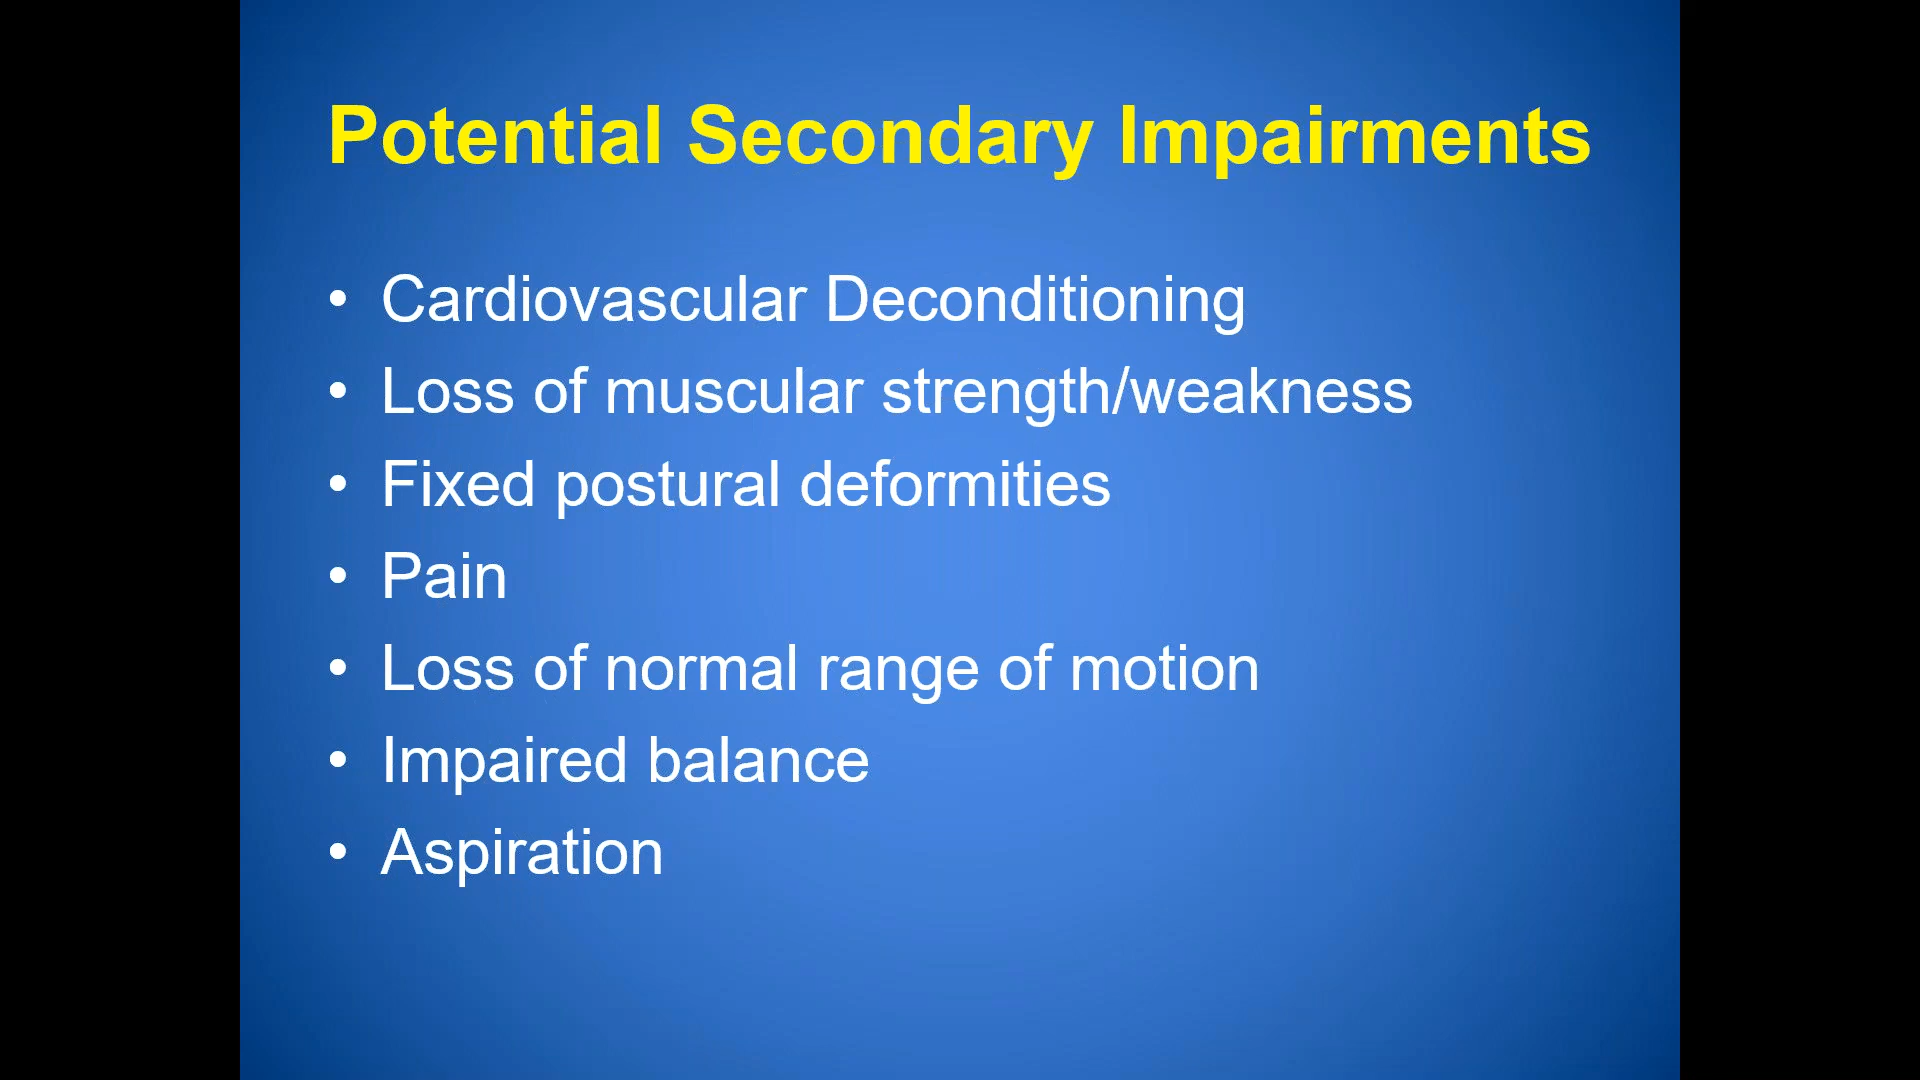 Potential Secondary Impairments
• Cardiovascular Deconditioning
• Loss of muscular strength/weakness
• Fixed postural deformities
• Pain
• Loss of normal range of motion
• Impaired balance
• Aspiration